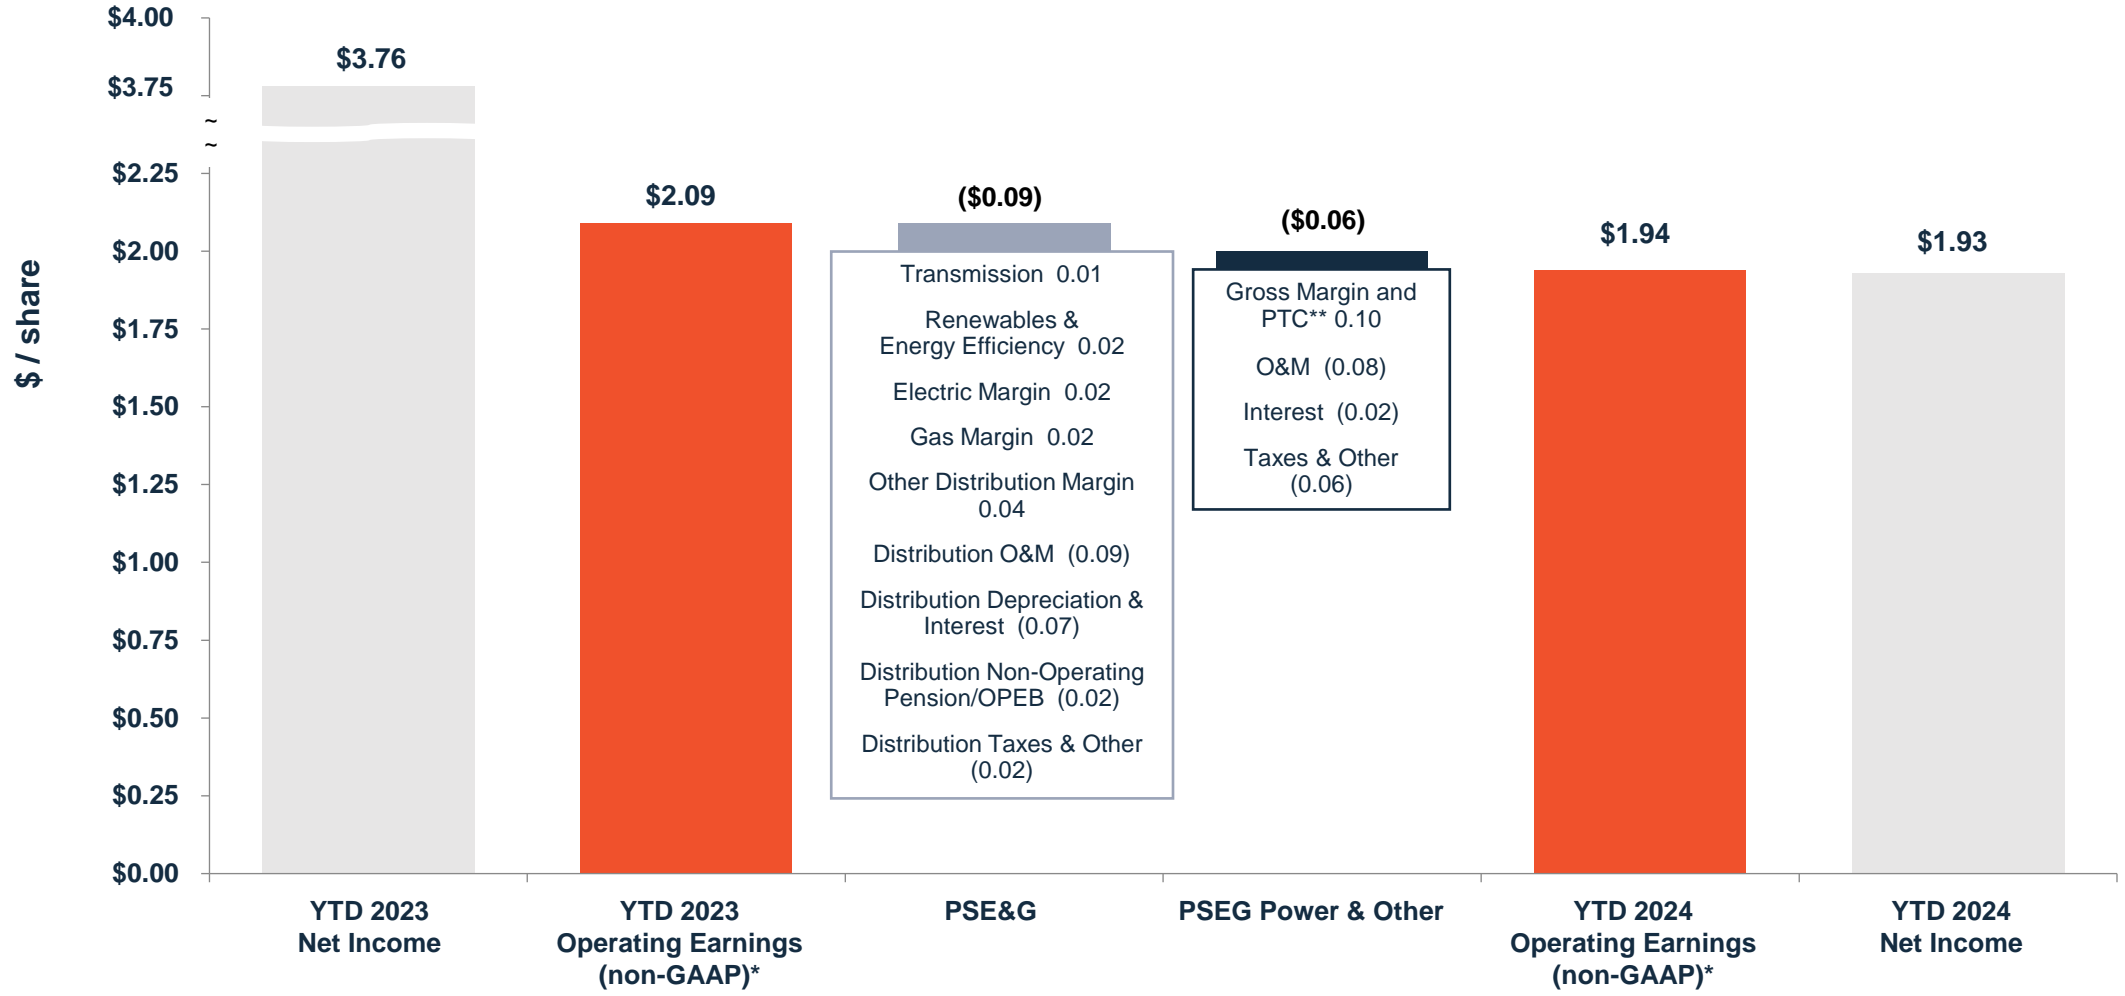 $ / share
$4.00
$3.75
~
~
$2.25
$2.00
$1.75
$1.50
$1.25
$1.00
$0.75
$0.50
$0.25
$0.00
$3.76
$2.09
($0.09)
Transmission 0.01
Renewables &
Energy Efficiency 0.02
Electric Margin 0.02
Gas Margin 0.02
Other Distribution Margin
0.04
Distribution O&M (0.09)
Distribution Depreciation &
Interest (0.07)
Distribution Non-Operating
Pension/OPEB (0.02)
Distribution Taxes & Other
(0.02)
($0.06)
Gross Margin and
PTC** 0.10
O&M (0.08)
Interest (0.02)
Taxes & Other
(0.06)
$1.94
$1.93
YTD 2023
Net Income
YTD 2023
Operating Earnings
(non-GAAP)*
PSE&G
PSEG Power & Other
YTD 2024
Operating Earnings
(non-GAAP)*
YTD 2024
Net Income